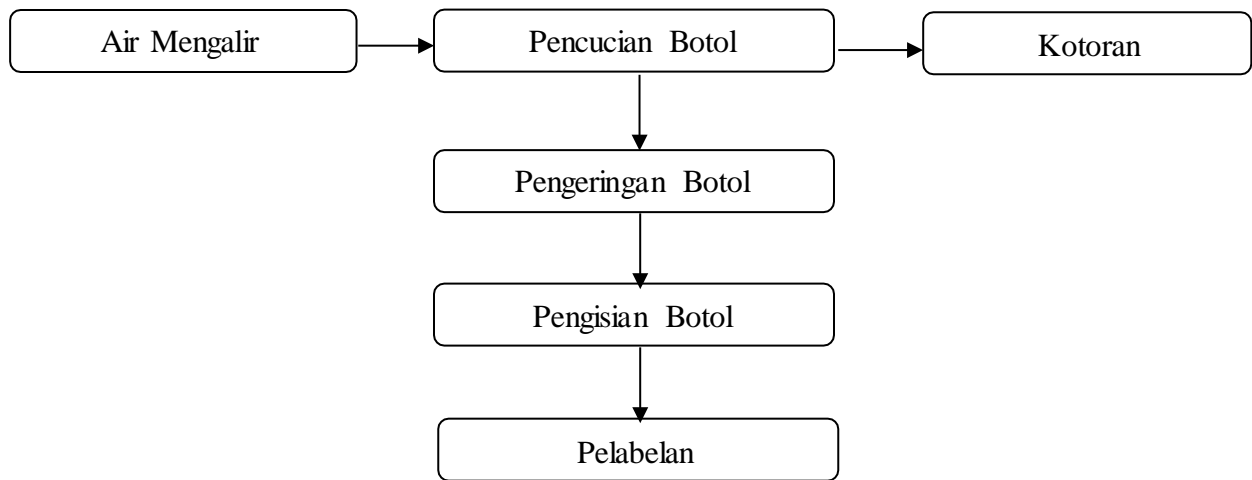 Air Mengalir
Pencucian Botol
Kotoran
Pengeringan Botol
Pengisian Botol
Pelabelan